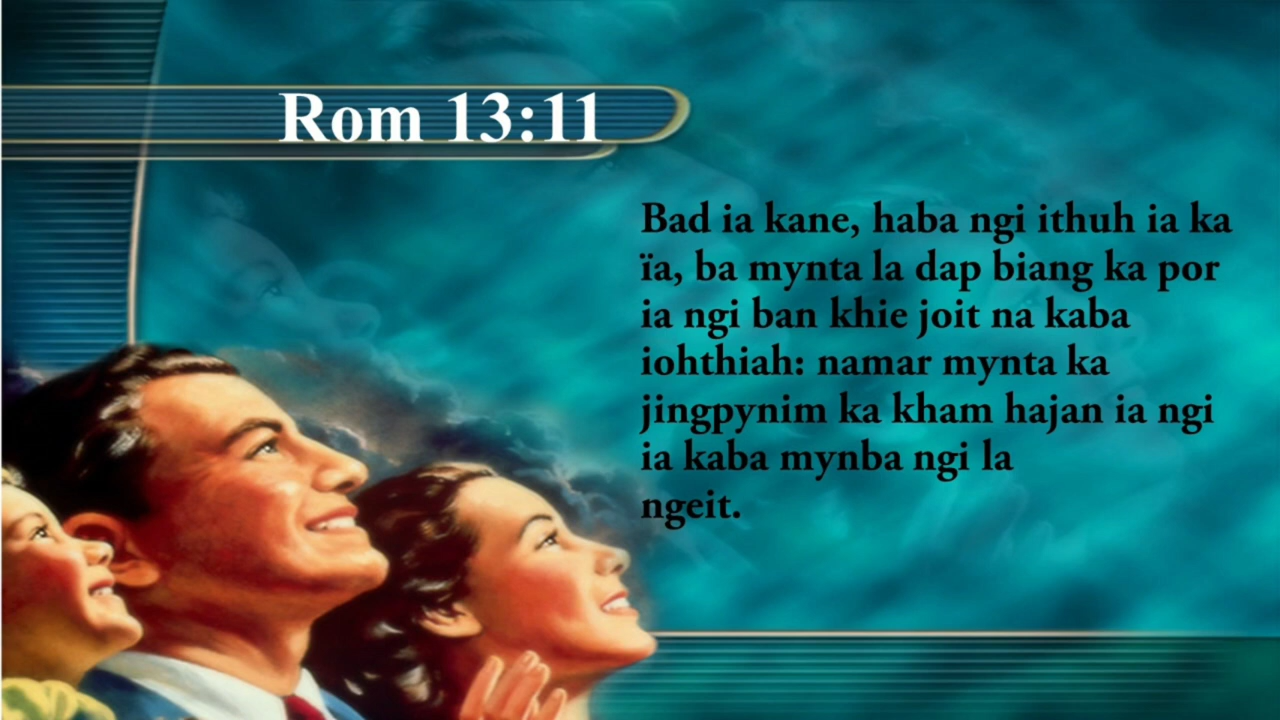 Rom 13:11
Bad ia kane, haba ngi ithuh ia ka
ïa, ba mynta la dap biang ka por
ia ngi ban khie joit na kaba
iohthiah: namar mynta ka
jingpynim ka kham hajan ia ngi
ia kaba mynba ngi la
ngeit.